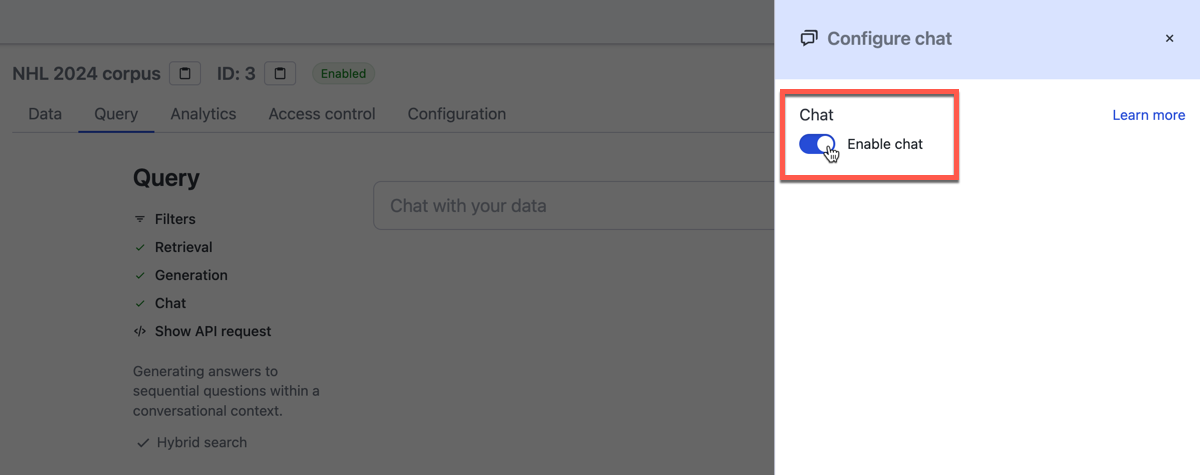 NHL 2024 corpus ID: 3 Enabled
Data Query Analytics Access control Configuration
Query
Filters
Retrieval
Generation
Chat
Show API request
Generating answers to
sequential questions within a
conversational context.
Hybrid search
Chat with your data
Configure chat
Chat
Learn more
Enable chat